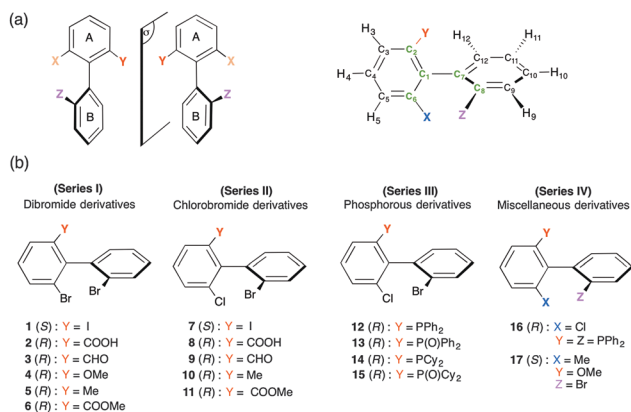 (a)
A
X
Y
Z
B
σ
A
Y
X
Z
B
H3
Y
H12
H11
C3
C2
C12
C11
H4
C4
C1
C7
C10
H10
C5
C6
C8
C9
H5
X
Z
H9
(b)
(Series I)
Dibromide derivatives
Y
Br
Br
1 (S) : Y = I
2 (R) : Y = COOH
3 (R) : Y = CHO
4 (R) : Y = OMe
5 (R) : Y = Me
6 (R) : Y = COOMe
(Series II)
Chlorobromide derivatives
Y
Cl
Br
7 (S) : Y = I
8 (R) : Y = COOH
9 (R) : Y = CHO
10 (R) : Y = Me
11 (R) : Y = COOMe
(Series III)
Phosphorous derivatives
Y
Cl
Br
12 (R) : Y = PPh2
13 (R) : Y = P(O)Ph2
14 (R) : Y = PCy2
15 (R) : Y = P(O)Cy2
(Series IV)
Miscellaneous derivatives
Y
Z
X
16 (R) : X = Cl
Y = Z = PPh2
17 (S) : X = Me
Y = OMe
Z = Br